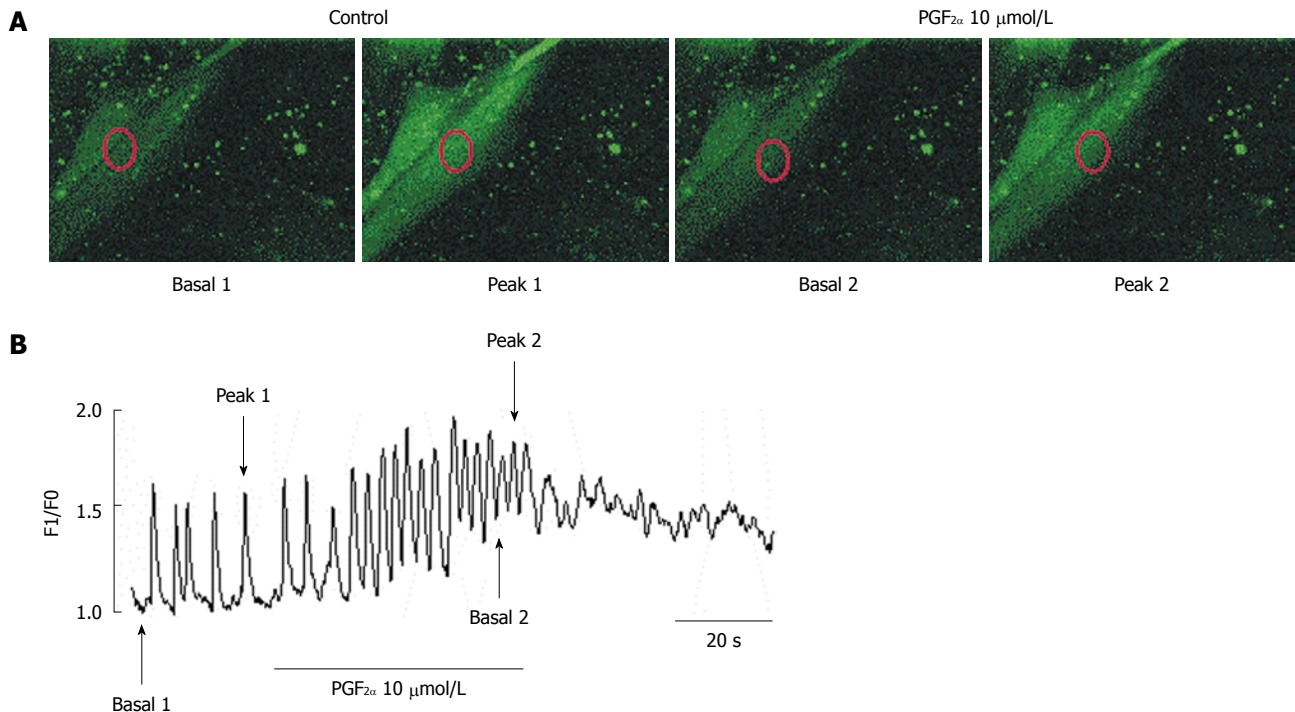 A
Control
PGF2α 10 μmol/L
Basal 1
Peak 1
Basal 2
Peak 2
B
Peak 2
Peak 1
2.0
F1/F0
1.5
1.0
Basal 2
20 s
PGF2α 10 μmol/L
Basal 1